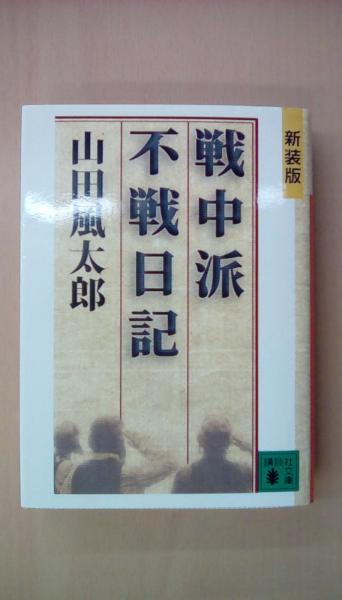 新装版
戦中派
不戦日記
山田風太郎
講談社文庫